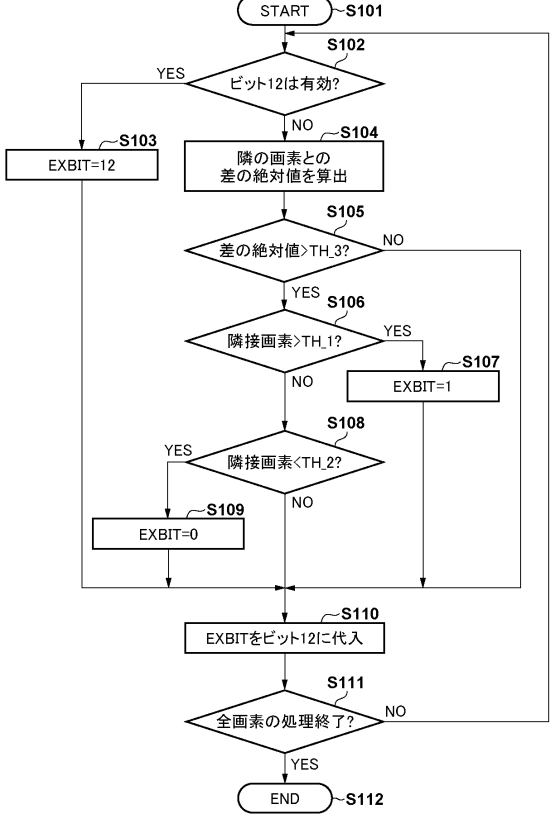 START
S101
S102
YES
ビット12は有効?
NO
S103
EXBIT=12
S104
隣の画素との
差の絶対値を算出
S105
差の絶対値>TH_3?
NO
YES
S106
隣接画素>TH_1?
YES
NO
S107
EXBIT=1
S108
YES
隣接画素<TH_2?
NO
S109
EXBIT=0
S110
EXBITをビット12に代入
S111
全画素の処理終了?
NO
YES
END
S112